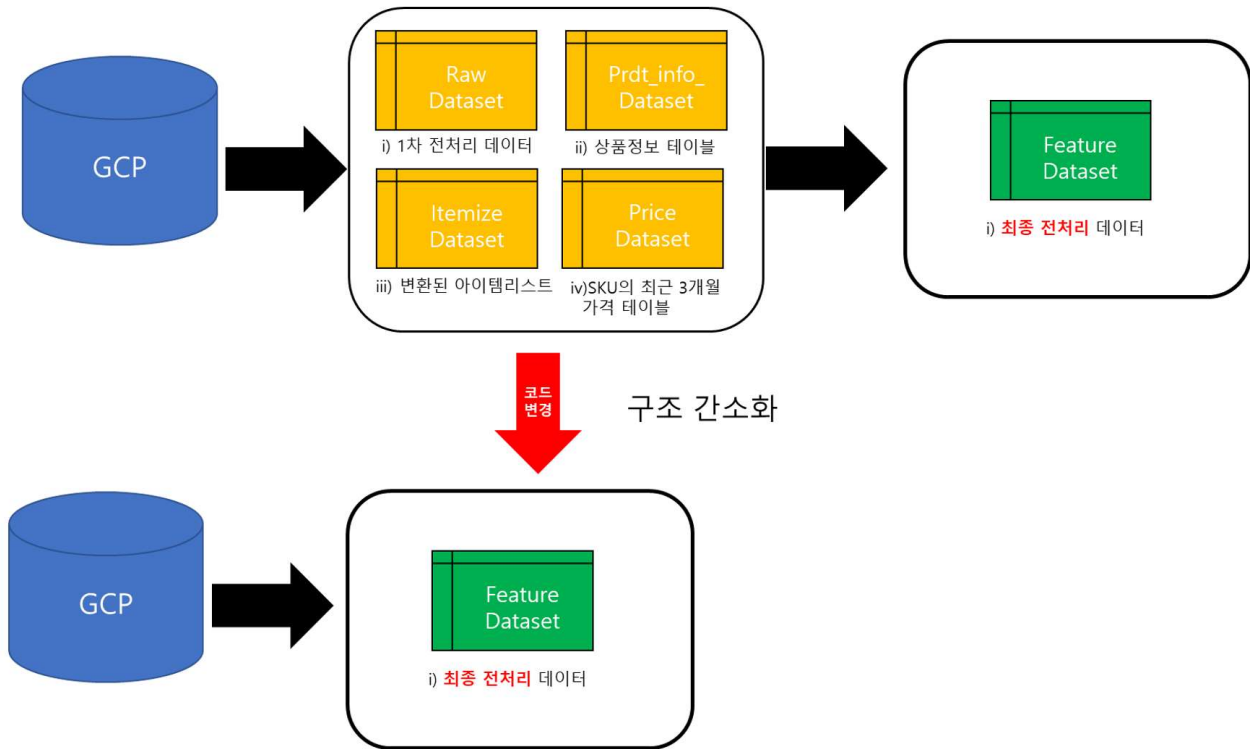 GCP
Raw
Dataset
i) 1차 전처리 데이터
Prdt_info_
Dataset
ii) 상품정보 테이블
Itemize
Dataset
iii) 변환된 아이템리스트
Price
Dataset
iv)SKU의 최근 3개월
가격 테이블
Feature
Dataset
i) 최종 전처리 데이터
코드
변경
구조 간소화
GCP
Feature
Dataset
i) 최종 전처리 데이터